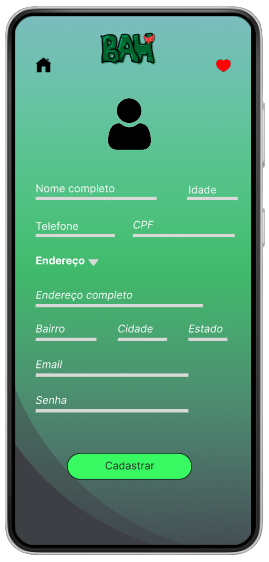 BAH
Nome completo Idade
Telefone CPF
Endereço
Endereço completo
Bairro Cidade Estado
Email
Senha
Cadastrar